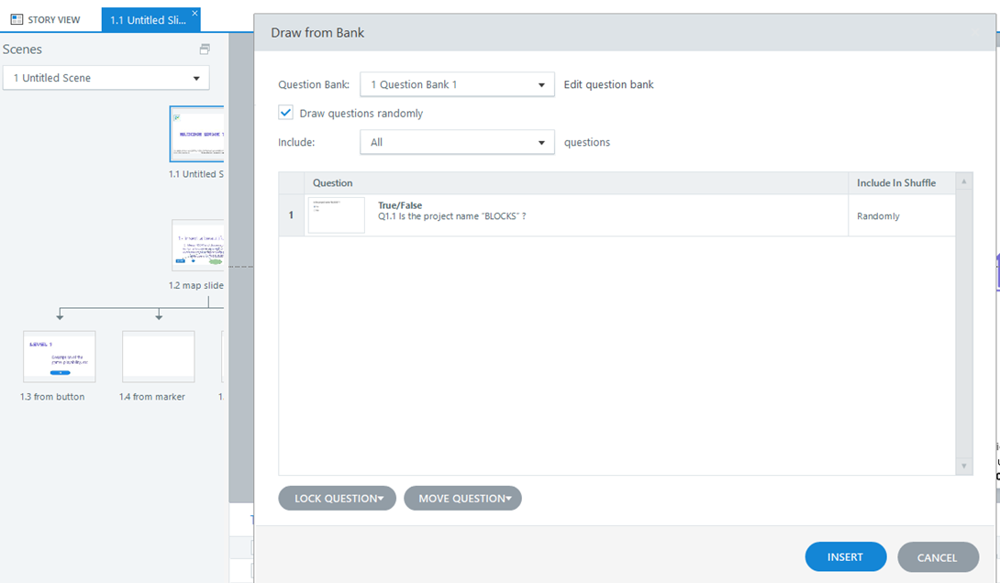 STORY VIEW
1.1 Untitled Sli...
Scenes
1 Untitled Scene
1.1 Untitled S
1.2 map slide
LEVEL 1
1.3 from button
1.4 from marker
1.
Draw from Bank
Question Bank:
1 Question Bank 1
Edit question bank
Draw questions randomly
Include:
All
questions
Question
Include In Shuffle
1
True/False
Q1.1 Is the project name "BLOCKS" ?
Randomly
LOCK QUESTION
MOVE QUESTION
INSERT
CANCEL